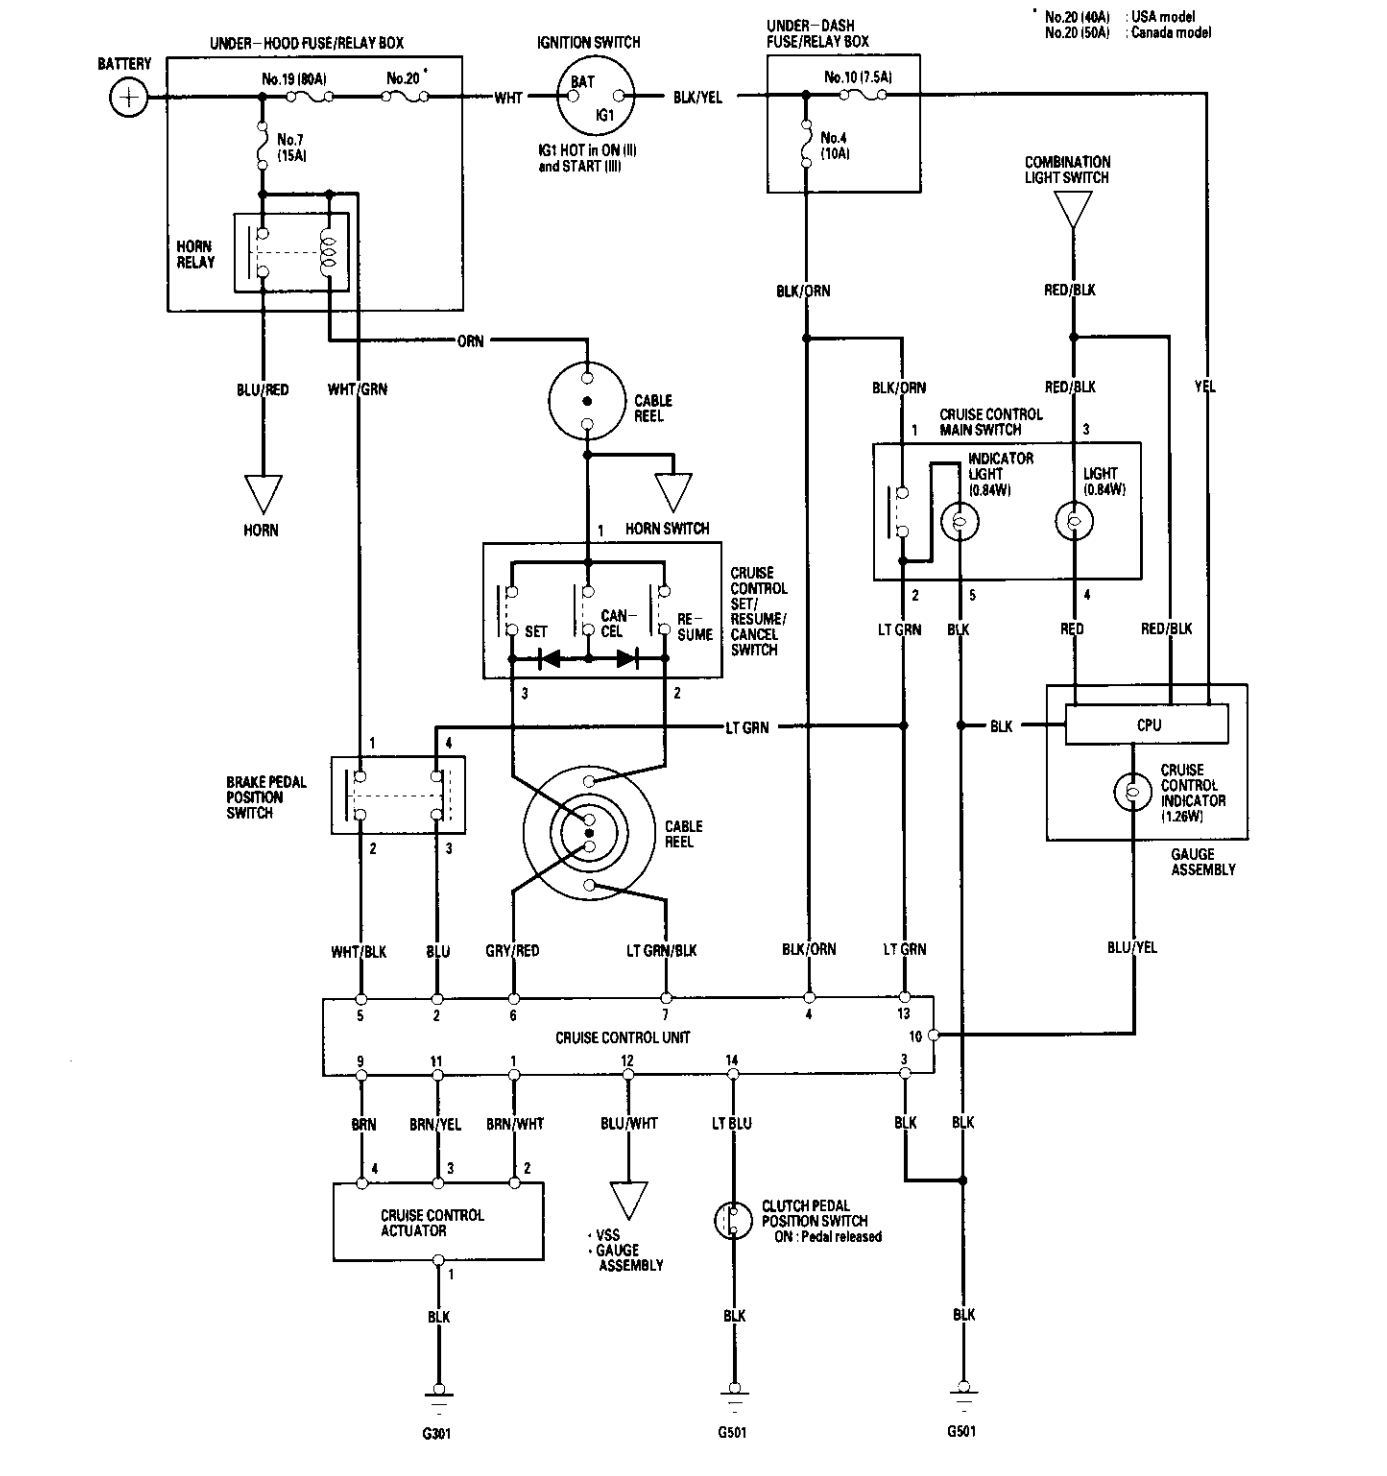 * No.20 (40A) : USA model
No.20 (50A) : Canada model
UNDER-HOOD FUSE/RELAY BOX
IGNITION SWITCH
UNDER-DASH
FUSE/RELAY BOX
BATTERY
+
No.19 (80A)
No.20 *
WHT
BAT
IG1
BLK/YEL
No.10 (7.5A)
No.7
(15A)
IG1 HOT in ON (II)
and START (III)
No.4
(10A)
COMBINATION
LIGHT SWITCH
HORN
RELAY
BLK/ORN
RED/BLK
ORN
BLU/RED
WHT/GRN
CABLE
REEL
BLK/ORN
RED/BLK
YEL
CRUISE CONTROL
MAIN SWITCH
1
3
INDICATOR
LIGHT
(0.84W)
LIGHT
(0.84W)
HORN
1
HORN SWITCH
CRUISE
CONTROL
SET/
RESUME/
CANCEL
SWITCH
SET
CAN-
CEL
RE-
SUME
2
5
4
LT GRN
BLK
RED
RED/BLK
3
2
LT GRN
BLK
CPU
1
4
BRAKE PEDAL
POSITION
SWITCH
CRUISE
CONTROL
INDICATOR
(1.26W)
CABLE
REEL
2
3
GAUGE
ASSEMBLY
WHT/BLK
BLU
GRY/RED
LT GRN/BLK
BLK/ORN
LT GRN
BLU/YEL
5
2
6
7
4
13
CRUISE CONTROL UNIT
10
9
11
1
12
14
3
BRN
BRN/YEL
BRN/WHT
BLU/WHT
LT BLU
BLK
BLK
4
3
2
CRUISE CONTROL
ACTUATOR
CLUTCH PEDAL
POSITION SWITCH
ON : Pedal released
· VSS
· GAUGE
ASSEMBLY
1
BLK
BLK
BLK
G301
G501
G501